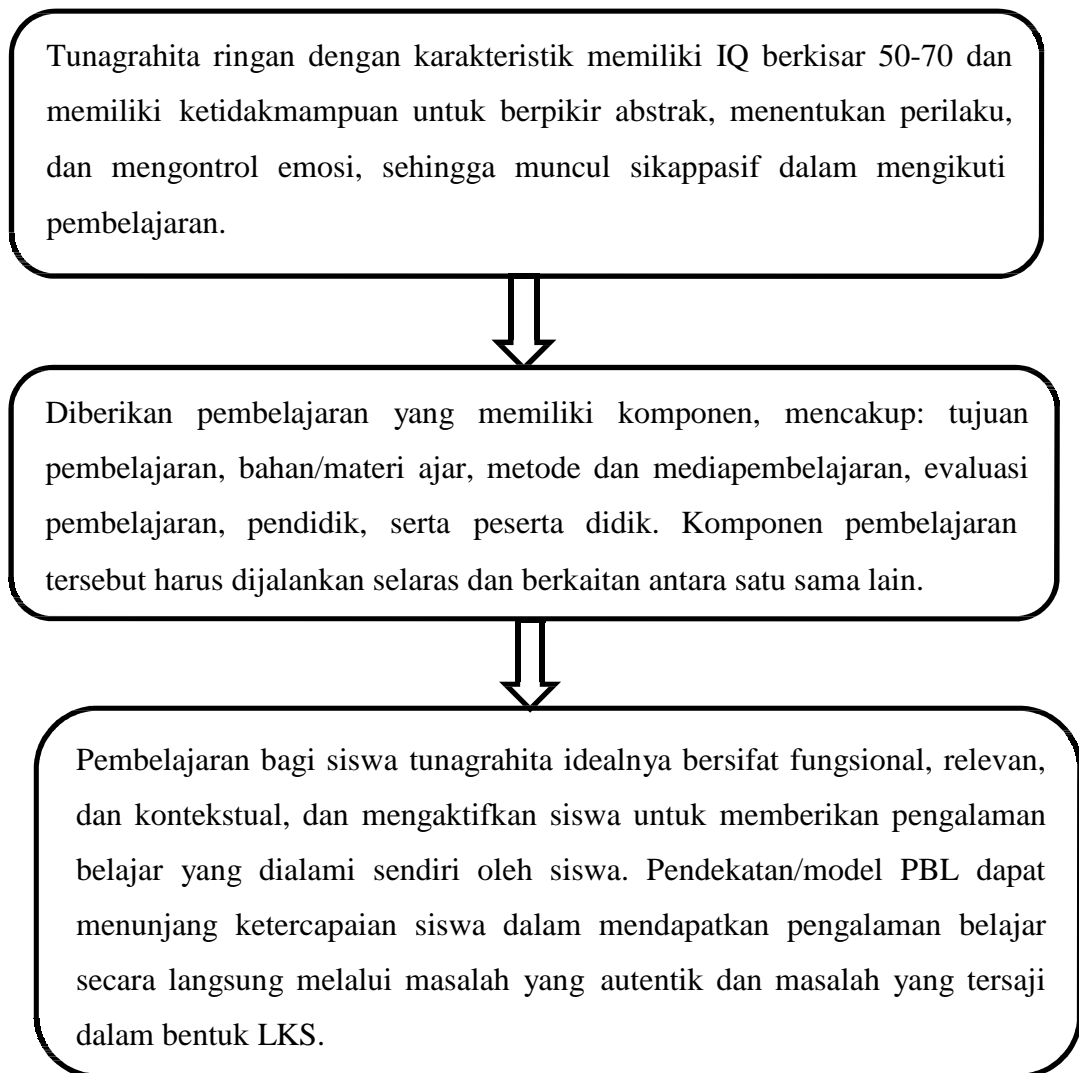 Tunagrahita ringan dengan karakteristik memiliki IQ berkisar 50-70 dan
memiliki ketidakmampuan untuk berpikir abstrak, menentukan perilaku,
dan mengontrol emosi, sehingga muncul sikappasif dalam mengikuti
pembelajaran.
Diberikan pembelajaran yang memiliki komponen, mencakup: tujuan
pembelajaran, bahan/materi ajar, metode dan mediapembelajaran, evaluasi
pembelajaran, pendidik, serta peserta didik. Komponen pembelajaran
tersebut harus dijalankan selaras dan berkaitan antara satu sama lain.
Pembelajaran bagi siswa tunagrahita idealnya bersifat fungsional, relevan,
dan kontekstual, dan mengaktifkan siswa untuk memberikan pengalaman
belajar yang dialami sendiri oleh siswa. Pendekatan/model PBL dapat
menunjang ketercapaian siswa dalam mendapatkan pengalaman belajar
secara langsung melalui masalah yang autentik dan masalah yang tersaji
dalam bentuk LKS.